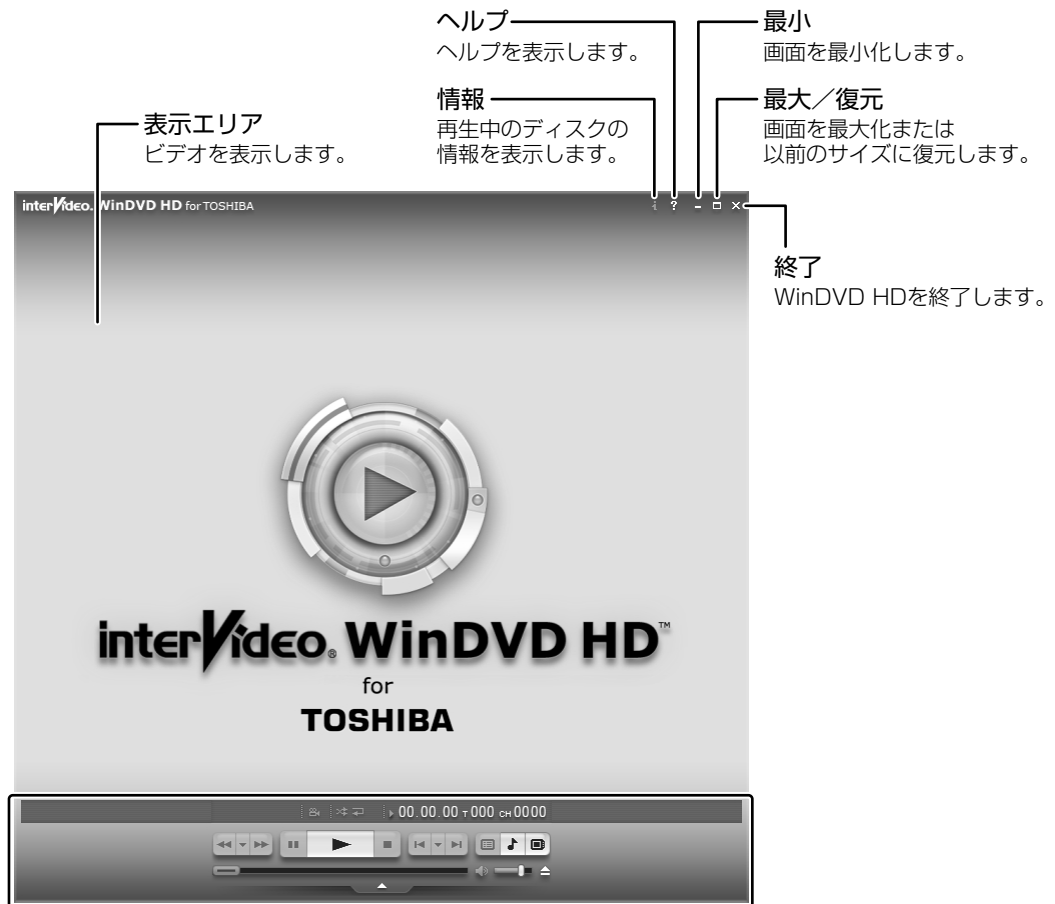 ヘルプ
ヘルプを表示します。
最小
画面を最小化します。
情報
再生中のディスクの
情報を表示します。
最大／復元
画面を最大化または
以前のサイズに復元します。
表示エリア
ビデオを表示します。
interVideo. WinDVD HD for TOSHIBA
i ? - □ ×
終了
WinDVD HDを終了します。
interVideo® WinDVD HD™
for
TOSHIBA
00.00.00 T000 CH0000